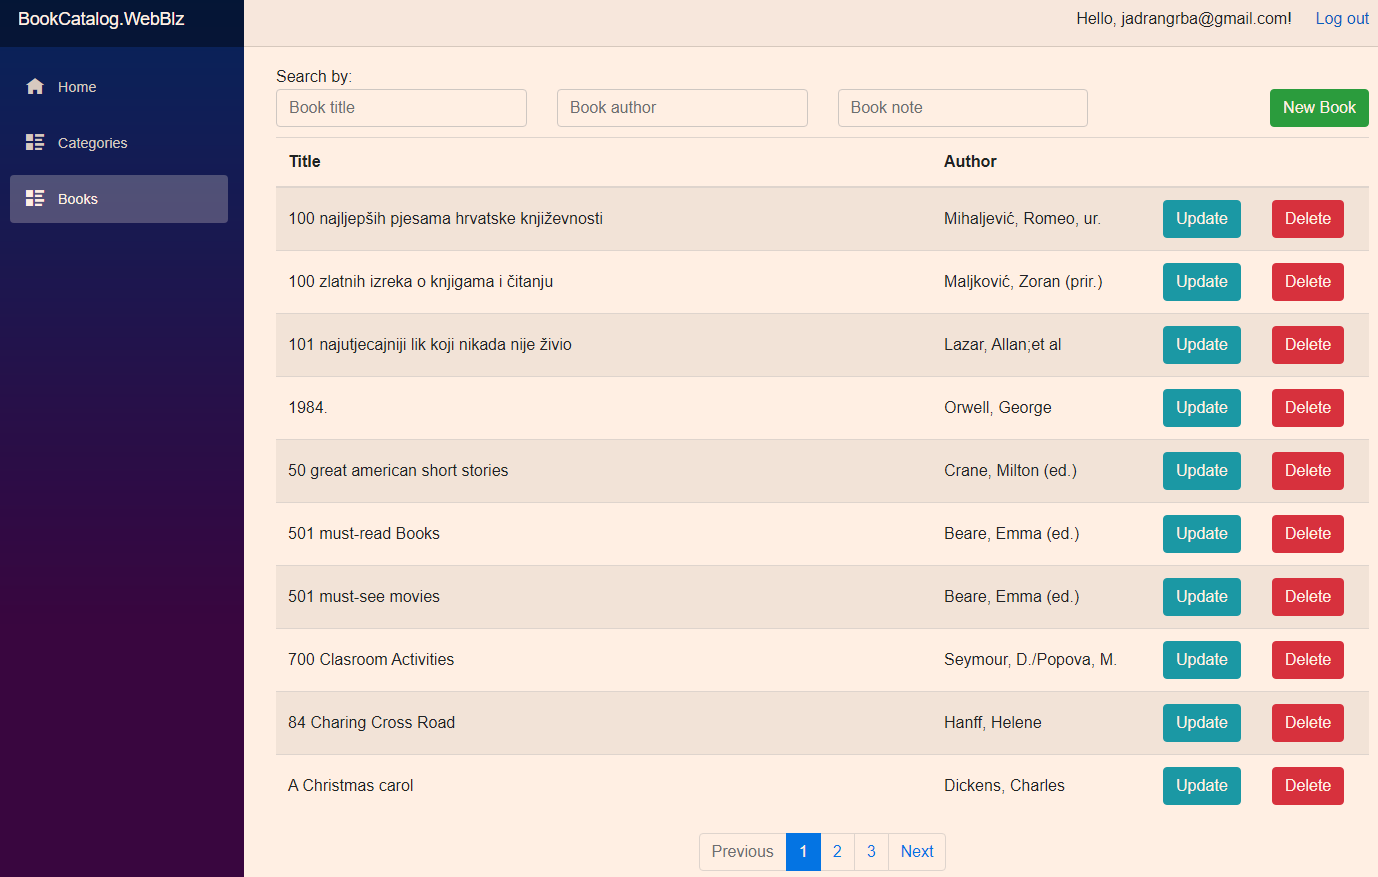 BookCatalog.WebBlz
Hello, jadrangrba@gmail.com! Log out
Home
Categories
Books
Search by:
Book title Book author Book note New Book
Title Author
100 najljepših pjesama hrvatske književnosti Mihaljević, Romeo, ur. Update Delete
100 zlatnih izreka o knjigama i čitanju Maljković, Zoran (prir.) Update Delete
101 najutjecajniji lik koji nikada nije živio Lazar, Allan;et al Update Delete
1984. Orwell, George Update Delete
50 great american short stories Crane, Milton (ed.) Update Delete
501 must-read Books Beare, Emma (ed.) Update Delete
501 must-see movies Beare, Emma (ed.) Update Delete
700 Clasroom Activities Seymour, D./Popova, M. Update Delete
84 Charing Cross Road Hanff, Helene Update Delete
A Christmas carol Dickens, Charles Update Delete
Previous 1 2 3 Next